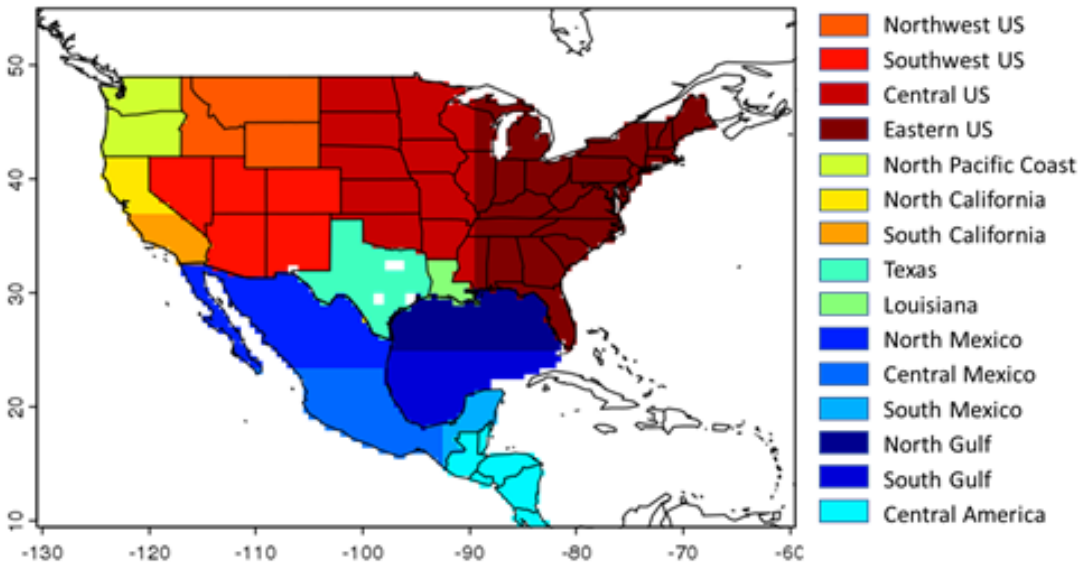 50
40
30
20
10
-130
-120
-110
-100
-90
-80
-70
-60
Northwest US
Southwest US
Central US
Eastern US
North Pacific Coast
North California
South California
Texas
Louisiana
North Mexico
Central Mexico
South Mexico
North Gulf
South Gulf
Central America